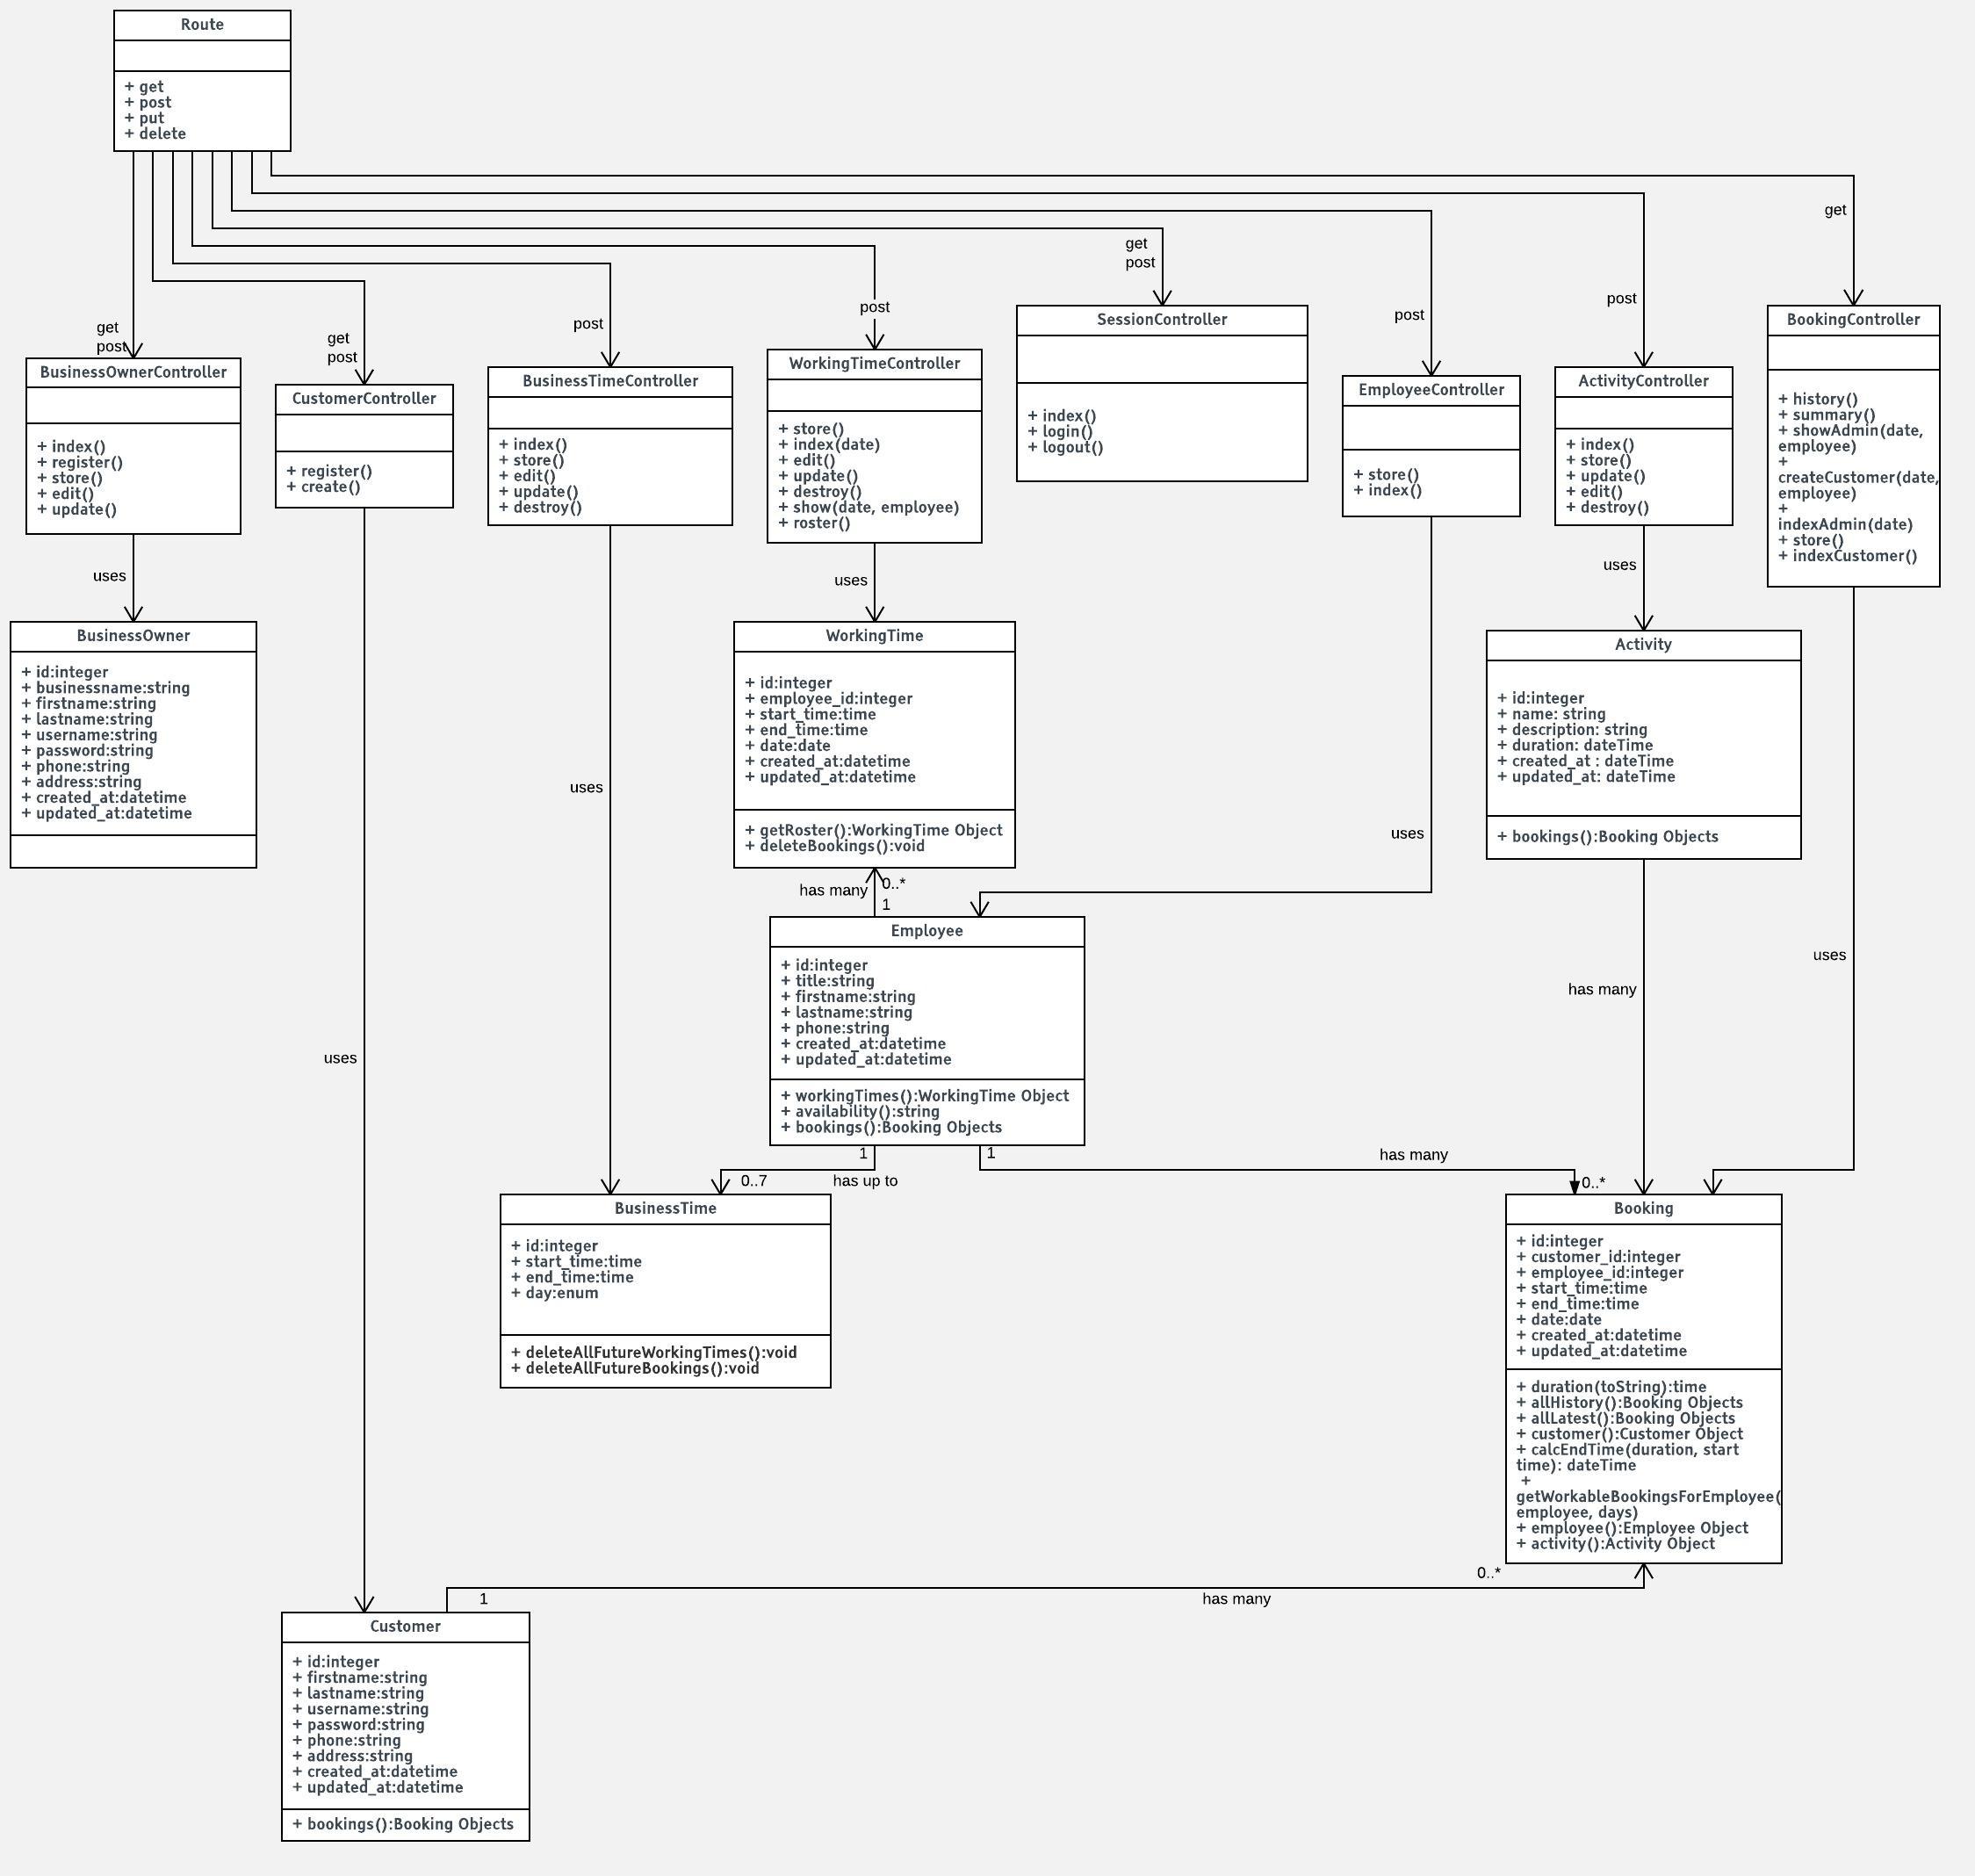 Route
+ get
+ post
+ put
+ delete
get
post
get
post
post
post
get
post
post
post
get
BusinessOwnerController
+ index()
+ register()
+ store()
+ edit()
+ update()
CustomerController
+ register()
+ create()
BusinessTimeController
+ index()
+ store()
+ edit()
+ update()
+ destroy()
WorkingTimeController
+ store()
+ index(date)
+ edit()
+ update()
+ destroy()
+ show(date, employee)
+ roster()
SessionController
+ index()
+ login()
+ logout()
EmployeeController
+ store()
+ index()
ActivityController
+ index()
+ store()
+ update()
+ edit()
+ destroy()
BookingController
+ history()
+ summary()
+ showAdmin(date,
employee)
+
createCustomer(date,
employee)
+
indexAdmin(date)
+ store()
+ indexCustomer()
uses
uses
uses
uses
uses
uses
uses
BusinessOwner
+ id:integer
+ businessname:string
+ firstname:string
+ lastname:string
+ username:string
+ password:string
+ phone:string
+ address:string
+ created_at:datetime
+ updated_at:datetime
WorkingTime
+ id:integer
+ employee_id:integer
+ start_time:time
+ end_time:time
+ date:date
+ created_at:datetime
+ updated_at:datetime
+ getRoster():WorkingTime Object
+ deleteBookings():void
Activity
+ id:integer
+ name: string
+ description: string
+ duration: dateTime
+ created_at : dateTime
+ updated_at: dateTime
+ bookings():Booking Objects
has many
0..*
1
Employee
+ id:integer
+ title:string
+ firstname:string
+ lastname:string
+ phone:string
+ created_at:datetime
+ updated_at:datetime
+ workingTimes():WorkingTime Object
+ availability():string
+ bookings():Booking Objects
has many
1
1
has many
0..7
has up to
0..*
BusinessTime
+ id:integer
+ start_time:time
+ end_time:time
+ day:enum
+ deleteAllFutureWorkingTimes():void
+ deleteAllFutureBookings():void
Booking
+ id:integer
+ customer_id:integer
+ employee_id:integer
+ start_time:time
+ end_time:time
+ date:date
+ created_at:datetime
+ updated_at:datetime
+ duration(toString):time
+ allHistory():Booking Objects
+ allLatest():Booking Objects
+ customer():Customer Object
+ calcEndTime(duration, start
time): dateTime
+
getWorkableBookingsForEmployee(
employee, days)
+ employee():Employee Object
+ activity():Activity Object
0..*
1
has many
Customer
+ id:integer
+ firstname:string
+ lastname:string
+ username:string
+ password:string
+ phone:string
+ address:string
+ created_at:datetime
+ updated_at:datetime
+ bookings():Booking Objects